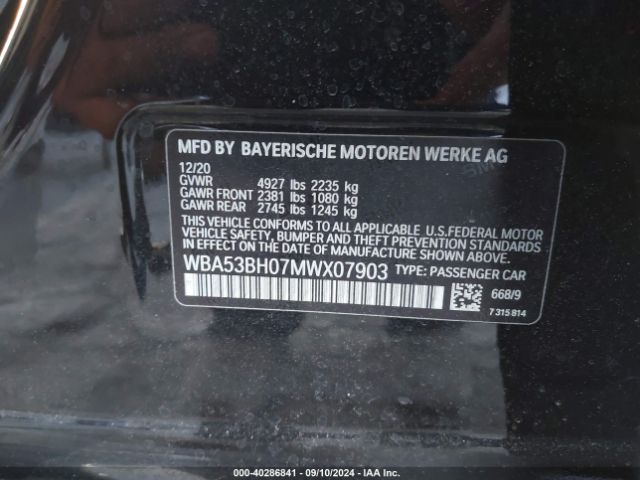 MFD BY BAYERISCHE MOTOREN WERKE AG
12/20
GVWR 4927 lbs 2235 kg
GAWR FRONT 2381 lbs 1080 kg
GAWR REAR 2745 lbs 1245 kg
THIS VEHICLE CONFORMS TO ALL APPLICABLE U.S.FEDERAL MOTOR
VEHICLE SAFETY, BUMPER, AND THEFT PREVENTION STANDARDS
IN EFFECT ON THE DATE OF MANUFACTURE SHOWN ABOVE.
WBA53BH07MWX07903 TYPE: PASSENGER CAR
668/9
7 315 814
000-40286841 - 09/10/2024 - IAA Inc.